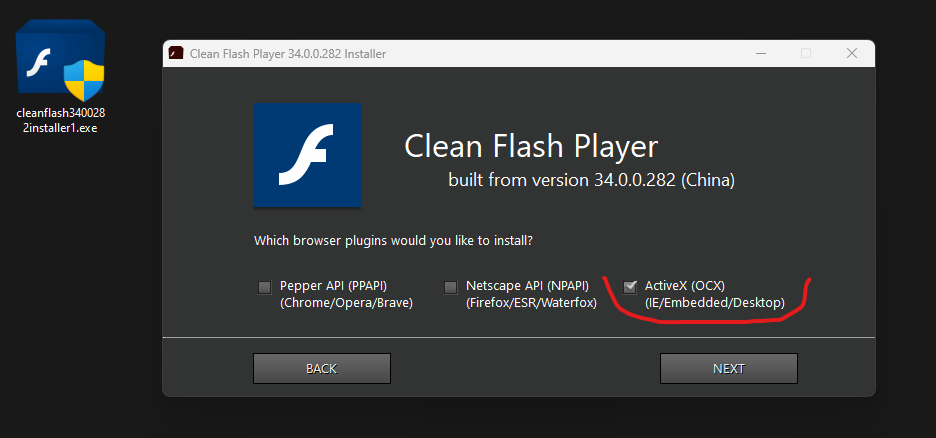 cleanflash340028
2installer1.exe
Clean Flash Player 34.0.0.282 Installer
Clean Flash Player
built from version 34.0.0.282 (China)
Which browser plugins would you like to install?
Pepper API (PPAPI)
(Chrome/Opera/Brave)
Netscape API (NPAPI)
(Firefox/ESR/Waterfox)
ActiveX (OCX)
(IE/Embedded/Desktop)
BACK
NEXT